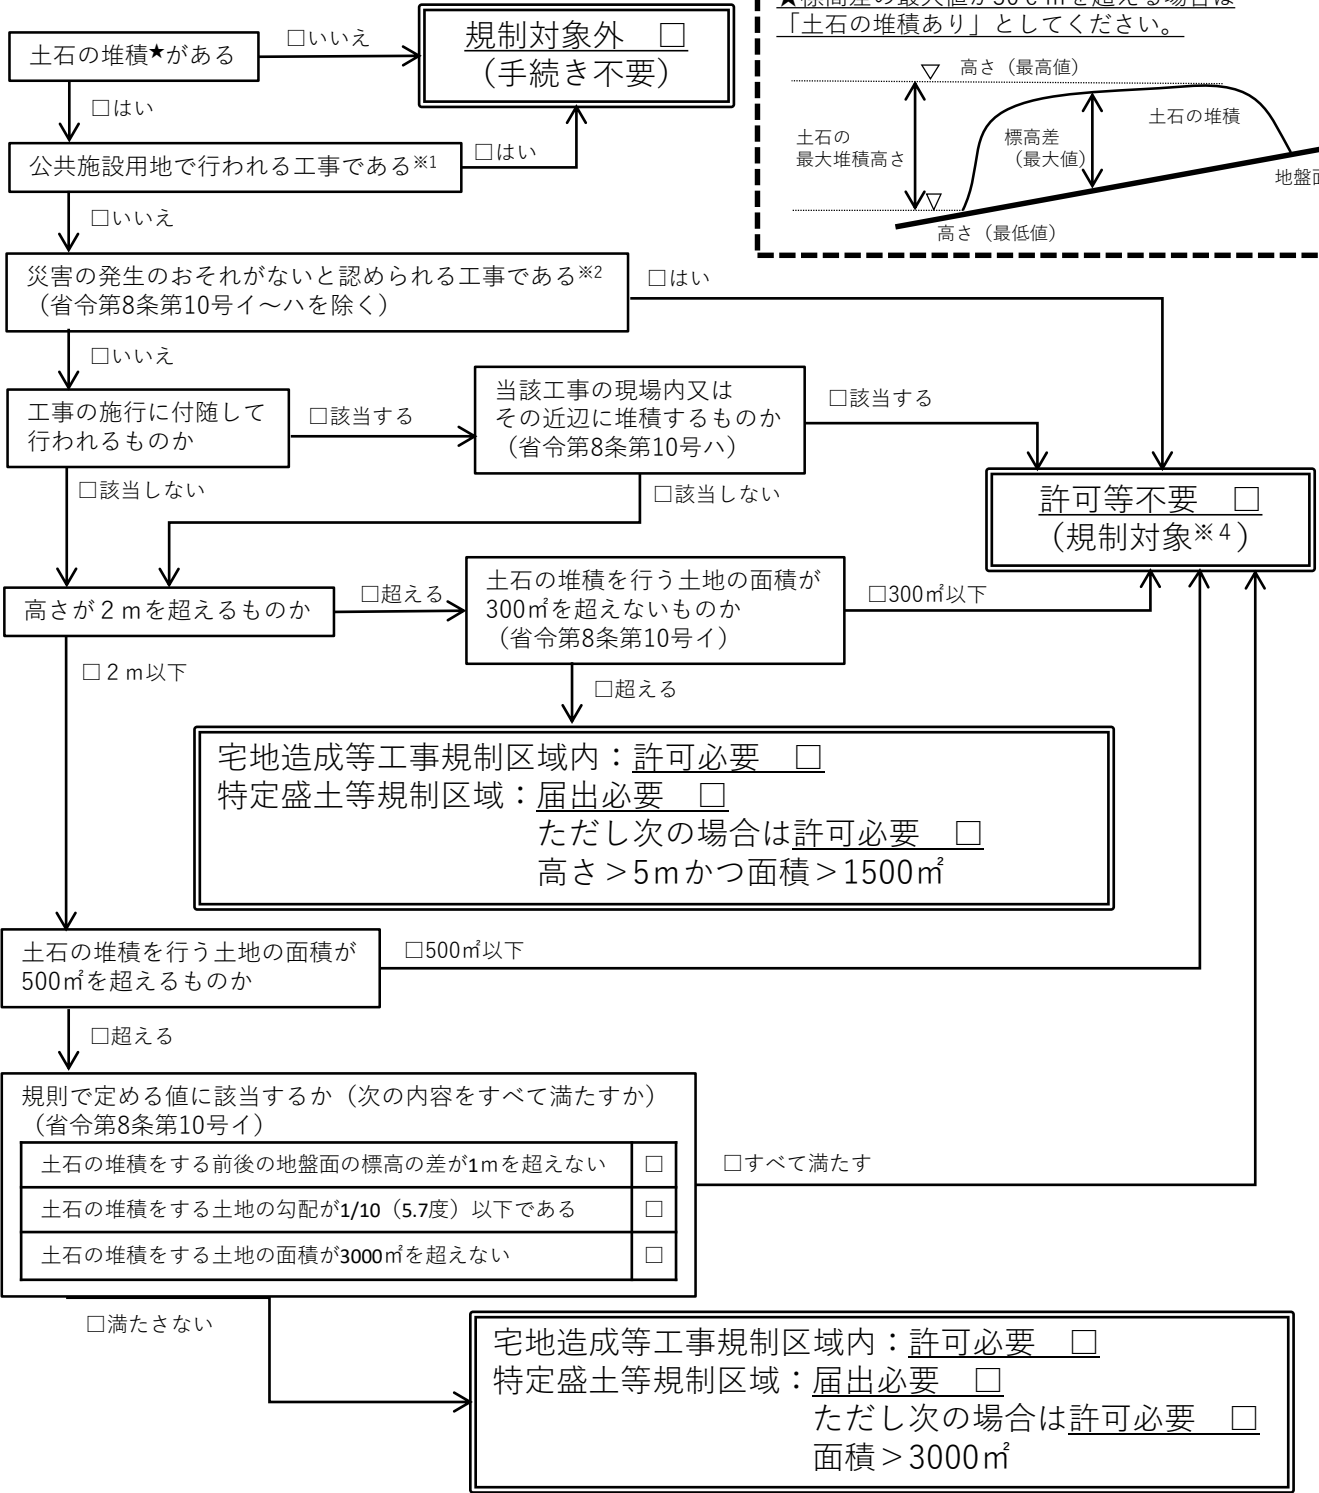 ★標高差の最大値が30ｃｍを超える場合は
「土石の堆積あり」としてください。
土石の堆積★がある
□いいえ
規制対象外　□
（手続き不要）
□はい
公共施設用地で行われる工事である※1
□はい
□いいえ
▽ 高さ（最高値）
土石の堆積
土石の
最大堆積高さ
標高差
（最大値）
地盤面
▽
高さ（最低値）
災害の発生のおそれがないと認められる工事である※2
（省令第8条第10号イ～ハを除く）
□はい
□いいえ
工事の施行に付随して
行われるものか
□該当する
当該工事の現場内又は
その近辺に堆積するものか
（省令第8条第10号ハ）
□該当する
□該当しない
□該当しない
許可等不要　□
（規制対象※４）
高さが２ｍを超えるものか
□超える
土石の堆積を行う土地の面積が
300㎡を超えないものか
（省令第8条第10号イ）
□300㎡以下
□２ｍ以下
□超える
宅地造成等工事規制区域内：許可必要　□
特定盛土等規制区域：届出必要　□
ただし次の場合は許可必要　□
高さ＞5ｍかつ面積＞1500㎡
土石の堆積を行う土地の面積が
500㎡を超えるものか
□500㎡以下
□超える
規則で定める値に該当するか（次の内容をすべて満たすか）
（省令第8条第10号イ）
土石の堆積をする前後の地盤面の標高の差が1ｍを超えない　□
土石の堆積をする土地の勾配が1/10（5.7度）以下である　□
土石の堆積をする土地の面積が3000㎡を超えない　□
□すべて満たす
□満たさない
宅地造成等工事規制区域内：許可必要　□
特定盛土等規制区域：届出必要　□
ただし次の場合は許可必要　□
面積＞3000㎡